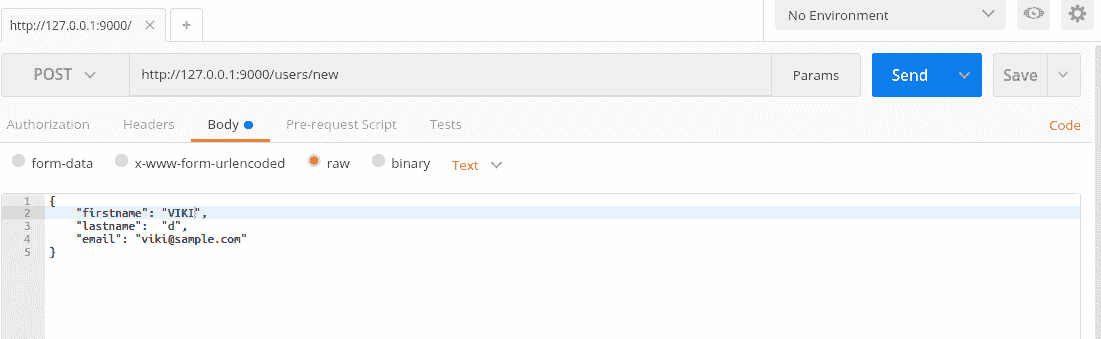 http://127.0.0.1:9000/ × +
No Environment
POST http://127.0.0.1:9000/users/new Params Send Save
Authorization Headers Body Pre-request Script Tests Code
form-data x-www-form-urlencoded raw binary Text
1 {
2 "firstname": "VIKI",
3 "lastname":  "d",
4 "email": "viki@sample.com"
5 }